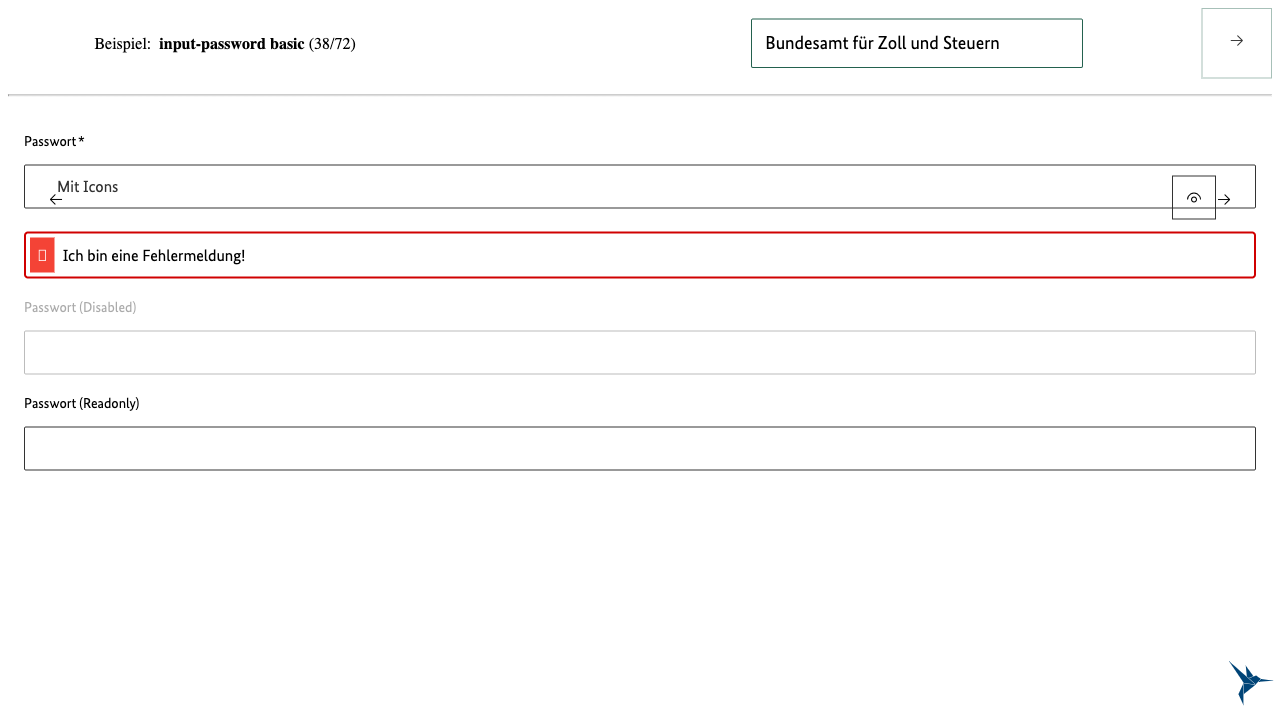 Beispiel: input-password basic (38/72)
Bundesamt für Zoll und Steuern
Passwort *
Mit Icons
Ich bin eine Fehlermeldung!
Passwort (Disabled)
Passwort (Readonly)